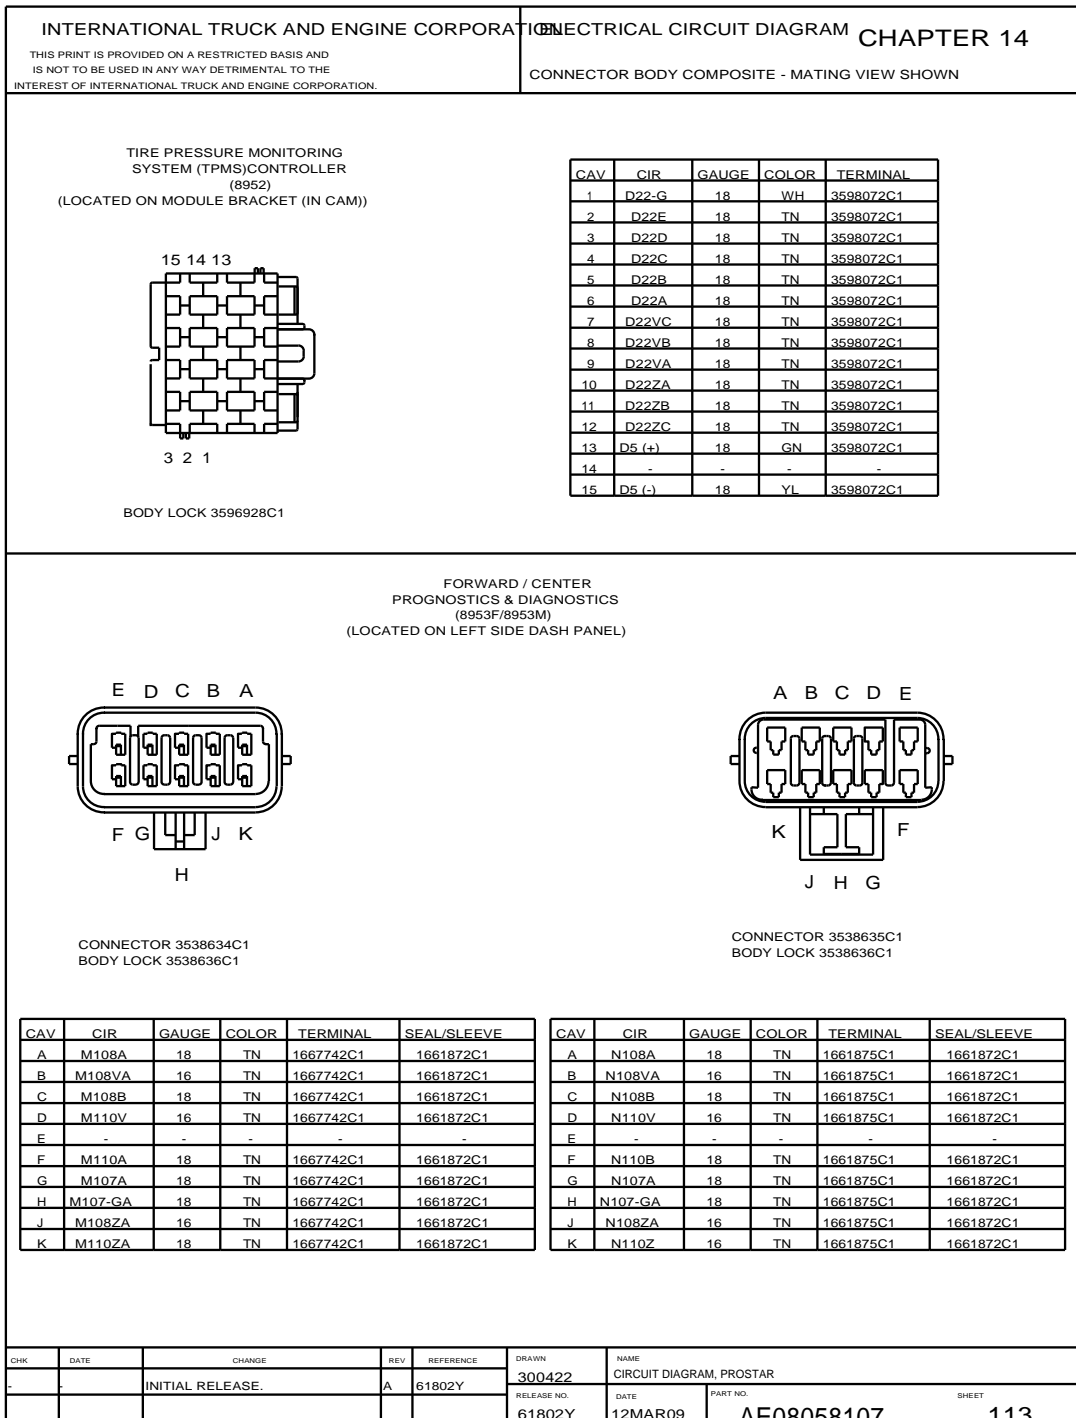 INTERNATIONAL TRUCK AND ENGINE CORPORATION
THIS PRINT IS PROVIDED ON A RESTRICTED BASIS AND
IS NOT TO BE USED IN ANY WAY DETRIMENTAL TO THE
INTEREST OF INTERNATIONAL TRUCK AND ENGINE CORPORATION.
ELECTRICAL CIRCUIT DIAGRAM CHAPTER 14
CONNECTOR BODY COMPOSITE - MATING VIEW SHOWN
TIRE PRESSURE MONITORING
SYSTEM (TPMS)CONTROLLER
(8952)
(LOCATED ON MODULE BRACKET (IN CAM))
15 14 13
3 2 1
BODY LOCK 3596928C1
CAV CIR GAUGE COLOR TERMINAL
1 D22-G 18 WH 3598072C1
2 D22E 18 TN 3598072C1
3 D22D 18 TN 3598072C1
4 D22C 18 TN 3598072C1
5 D22B 18 TN 3598072C1
6 D22A 18 TN 3598072C1
7 D22VC 18 TN 3598072C1
8 D22VB 18 TN 3598072C1
9 D22VA 18 TN 3598072C1
10 D22ZA 18 TN 3598072C1
11 D22ZB 18 TN 3598072C1
12 D22ZC 18 TN 3598072C1
13 D5 (+) 18 GN 3598072C1
14 - - - -
15 D5 (-) 18 YL 3598072C1
FORWARD / CENTER
PROGNOSTICS & DIAGNOSTICS
(8953F/8953M)
(LOCATED ON LEFT SIDE DASH PANEL)
E D C B A
F G J K
H
CONNECTOR 3538634C1
BODY LOCK 3538636C1
A B C D E
K F
J H G
CONNECTOR 3538635C1
BODY LOCK 3538636C1
CAV CIR GAUGE COLOR TERMINAL SEAL/SLEEVE
A M108A 18 TN 1667742C1 1661872C1
B M108VA 16 TN 1667742C1 1661872C1
C M108B 18 TN 1667742C1 1661872C1
D M110V 16 TN 1667742C1 1661872C1
E - - - - -
F M110A 18 TN 1667742C1 1661872C1
G M107A 18 TN 1667742C1 1661872C1
H M107-GA 18 TN 1667742C1 1661872C1
J M108ZA 16 TN 1667742C1 1661872C1
K M110ZA 18 TN 1667742C1 1661872C1
CAV CIR GAUGE COLOR TERMINAL SEAL/SLEEVE
A N108A 18 TN 1661875C1 1661872C1
B N108VA 16 TN 1661875C1 1661872C1
C N108B 18 TN 1661875C1 1661872C1
D N110V 16 TN 1661875C1 1661872C1
E - - - - -
F N110B 18 TN 1661875C1 1661872C1
G N107A 18 TN 1661875C1 1661872C1
H N107-GA 18 TN 1661875C1 1661872C1
J N108ZA 16 TN 1661875C1 1661872C1
K N110Z 16 TN 1661875C1 1661872C1
CHK DATE CHANGE REV REFERENCE
- - INITIAL RELEASE. A 61802Y
DRAWN
300422
NAME
CIRCUIT DIAGRAM, PROSTAR
RELEASE NO.
61802Y
DATE
12MAR09
PART NO.
AE08058107
SHEET
113